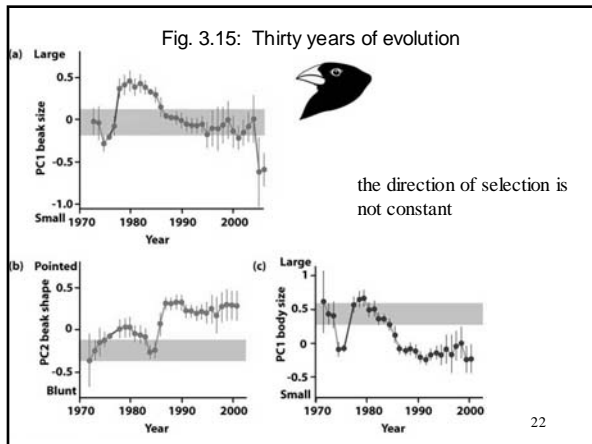 Fig. 3.15: Thirty years of evolution
(a)
Large
0.5
0
-0.5
-1.0
Small
PC1 beak size
1970 1980 1990 2000
Year
the direction of selection is
not constant
(b)
Pointed
0.5
0
-0.5
Blunt
PC2 beak shape
1970 1980 1990 2000
Year
(c)
Large
1
0.5
0
-0.5
Small
PC1 body size
1970 1980 1990 2000
Year
22